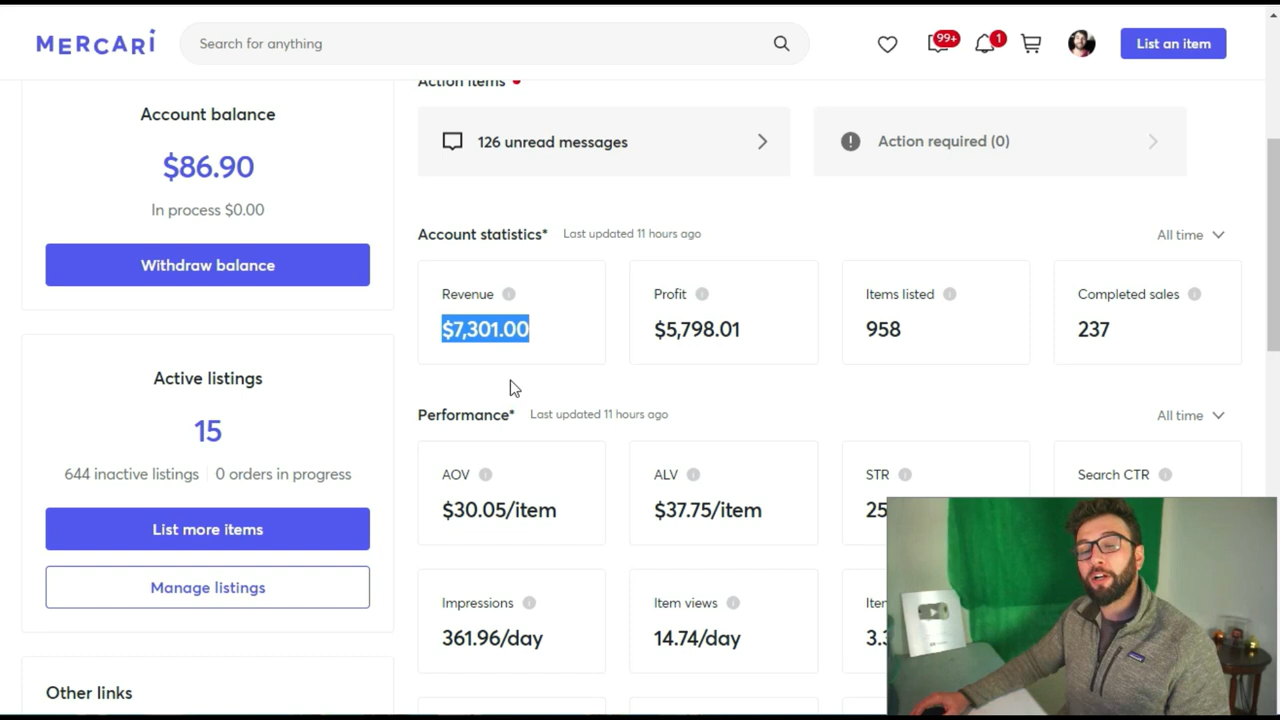 MERCARI
Search for anything
99+
1
List an item
Account balance
$86.90
In process $0.00
Withdraw balance
Active listings
15
644 inactive listings
0 orders in progress
List more items
Manage listings
Other links
Action items
126 unread messages
Action required (0)
Account statistics* Last updated 11 hours ago
All time
Revenue
$7,301.00
Profit
$5,798.01
Items listed
958
Completed sales
237
Performance* Last updated 11 hours ago
All time
AOV
$30.05/item
ALV
$37.75/item
STR
25
Search CTR
Impressions
361.96/day
Item views
14.74/day
3.3